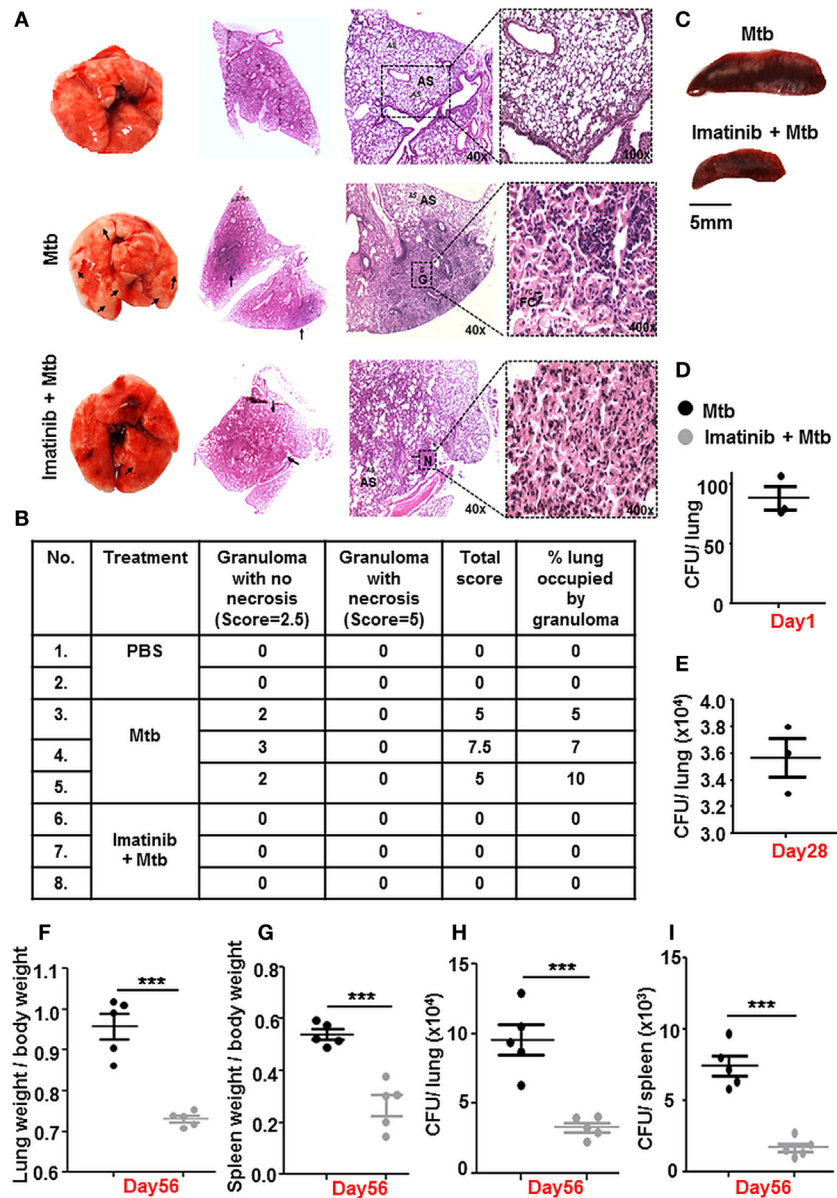 A
AS
AS
AS
40x
100x
Mtb
AS
AS
G
FC
40x
400x
Imatinib + Mtb
AS
AS
N
40x
400x
C
Mtb
Imatinib + Mtb
5mm
D
Mtb
Imatinib + Mtb
CFU/ lung
100
50
0
Day1
B
No. Treatment Granuloma with no necrosis (Score=2.5) Granuloma with necrosis (Score=5) Total score % lung occupied by granuloma
1. PBS 0 0 0 0
2. 0 0 0 0
3. Mtb 2 0 5 5
4. 3 0 7.5 7
5. 2 0 5 10
6. Imatinib + Mtb 0 0 0 0
7. 0 0 0 0
8. 0 0 0 0
E
CFU/ lung (x10⁴)
4.0
3.8
3.6
3.4
3.2
3.0
Day28
F
Lung weight / body weight
1.1
1.0
0.9
0.8
0.7
0.6
***
Day56
G
Spleen weight / body weight
0.8
0.6
0.4
0.2
0.0
***
Day56
H
CFU/ lung (x10⁴)
15
10
5
0
***
Day56
I
CFU/ spleen (x10³)
15
10
5
0
***
Day56